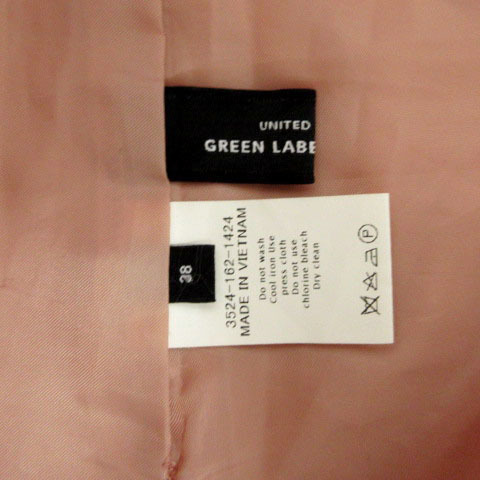 UNITED
GREEN LABE
38
3524-162-1424
MADE IN VIETNAM
Do not wash
Cool iron Use
press cloth
Do not use
chlorine bleach
Dry clean
P